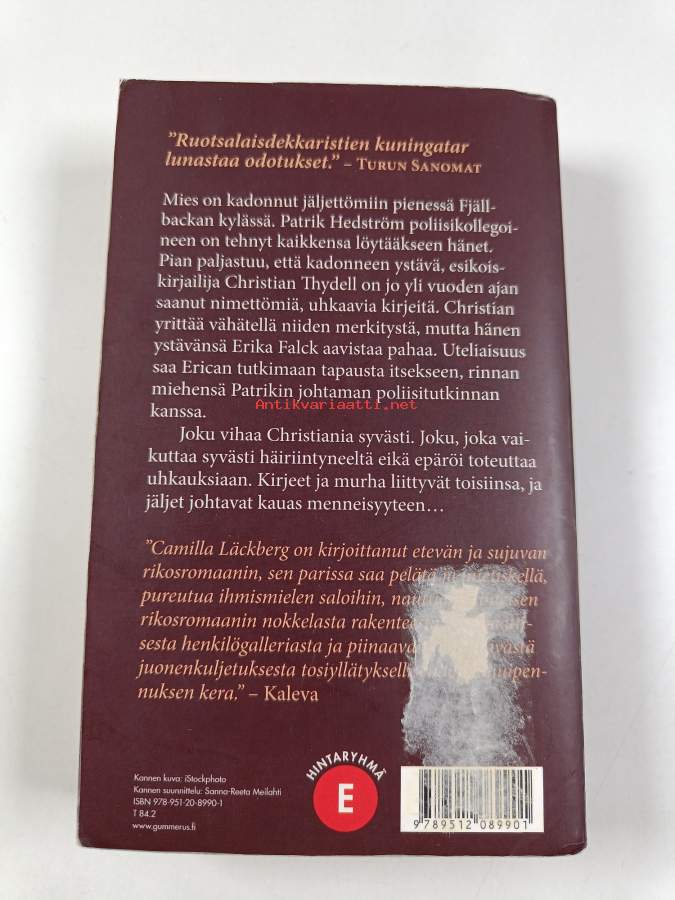 ”Ruotsalaisdekkaristien kuningatar
lunastaa odotukset.” – TURUN SANOMAT
Mies on kadonnut jäljettömiin pienessä Fjäll-
backan kylässä. Patrik Hedström poliisikollegoi-
neen on tehnyt kaikkensa löytääkseen hänet.
Pian paljastuu, että kadonneen ystävä, esikois-
kirjailija Christian Thydell on jo yli vuoden ajan
saanut nimettömiä, uhkaavia kirjeitä. Christian
yrittää vähätellä niiden merkitystä, mutta hänen
ystävänsä Erika Falck aavistaa pahaa. Uteliaisuus
saa Erican tutkimaan tapausta itsekseen, rinnan
miehensä Patrikin johtaman poliisitutkinnan
kanssa.
Antikvariaatti.net
Joku vihaa Christiania syvästi. Joku, joka vai-
kuttaa syvästi häiriintyneeltä eikä epäröi toteuttaa
uhkauksiaan. Kirjeet ja murha liittyvät toisiinsa, ja
jäljet johtavat kauas menneisyyteen…
”Camilla Läckberg on kirjoittanut etevän ja sujuvan
rikosromaanin, sen parissa saa pelätä
pureutua ihmismielen saloihin,
rikosromaanin nokkelasta
sesta henkilögalleriasta ja
juonenkuljetuksesta
nuksen kera.” – Kaleva
Kannen kuva: iStockphoto
Kannen suunnittelu: Sanna-Reeta Meilahti
ISBN 978-951-20-8990-1
T 84.2
www.gummerus.fi
HINTARYHMÄ
E
9789512089901